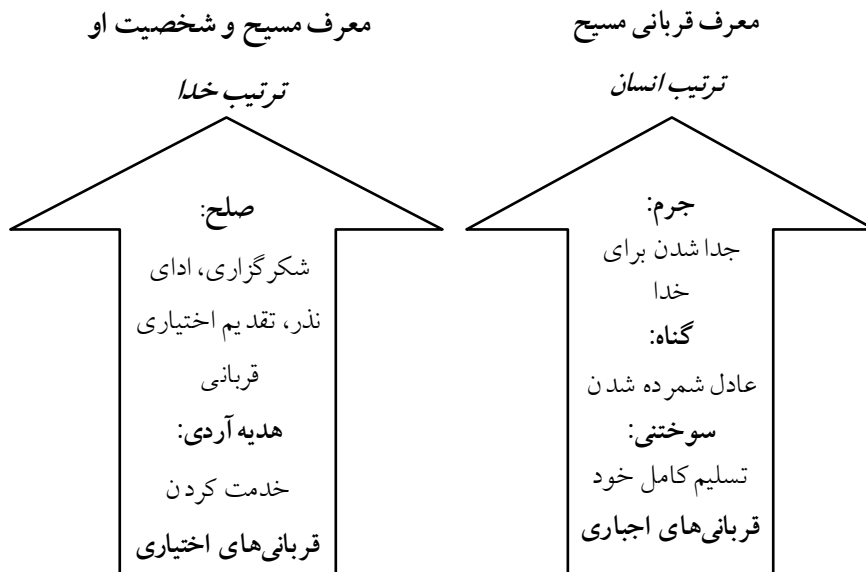 معرف قربانی مسیح
ترتیب انسان
جرم:
جدا شدن برای
خدا
گناه:
عادل شمرده شدن
سوختنی:
تسلیم کامل خود
قربانی‌های اجباری
معرف مسیح و شخصیت او
ترتیب خدا
صلح:
شکرگزاری، ادای
نذر، تقدیم اختیاری
قربانی
هدیه آردی:
خدمت کردن
قربانی‌های اختیاری